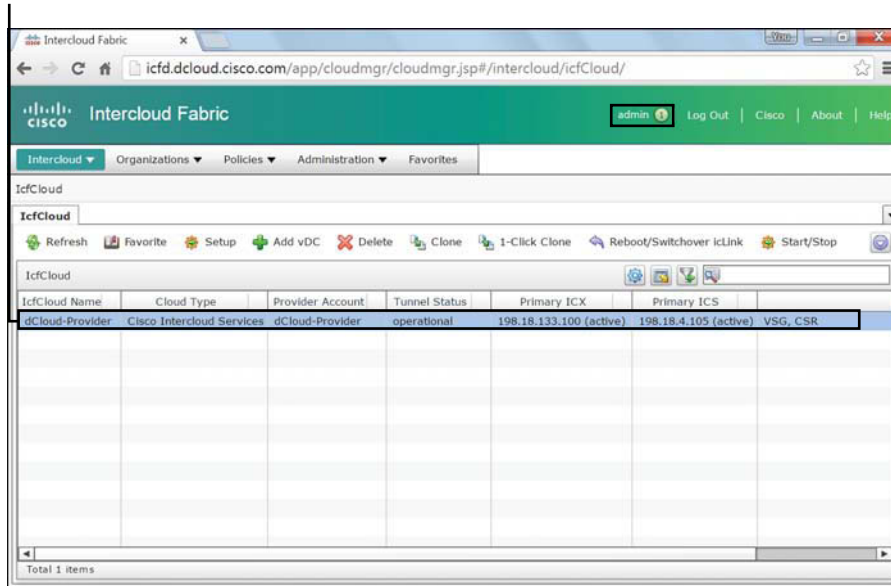 Intercloud Fabric
You
icfd.dcloud.cisco.com/app/cloudmgr/cloudmgr.jsp#/intercloud/icfCloud/
CISCO Intercloud Fabric admin 1 Log Out | Cisco | About | Help
Intercloud Organizations Policies Administration Favorites
IcfCloud
IcfCloud
Refresh Favorite Setup Add vDC Delete Clone 1-Click Clone Reboot/Switchover icLink Start/Stop
IcfCloud
IcfCloud Name Cloud Type Provider Account Tunnel Status Primary ICX Primary ICS
dCloud-Provider Cisco Intercloud Services dCloud-Provider operational 198.18.133.100 (active) 198.18.4.105 (active) VSG, CSR
Total 1 items